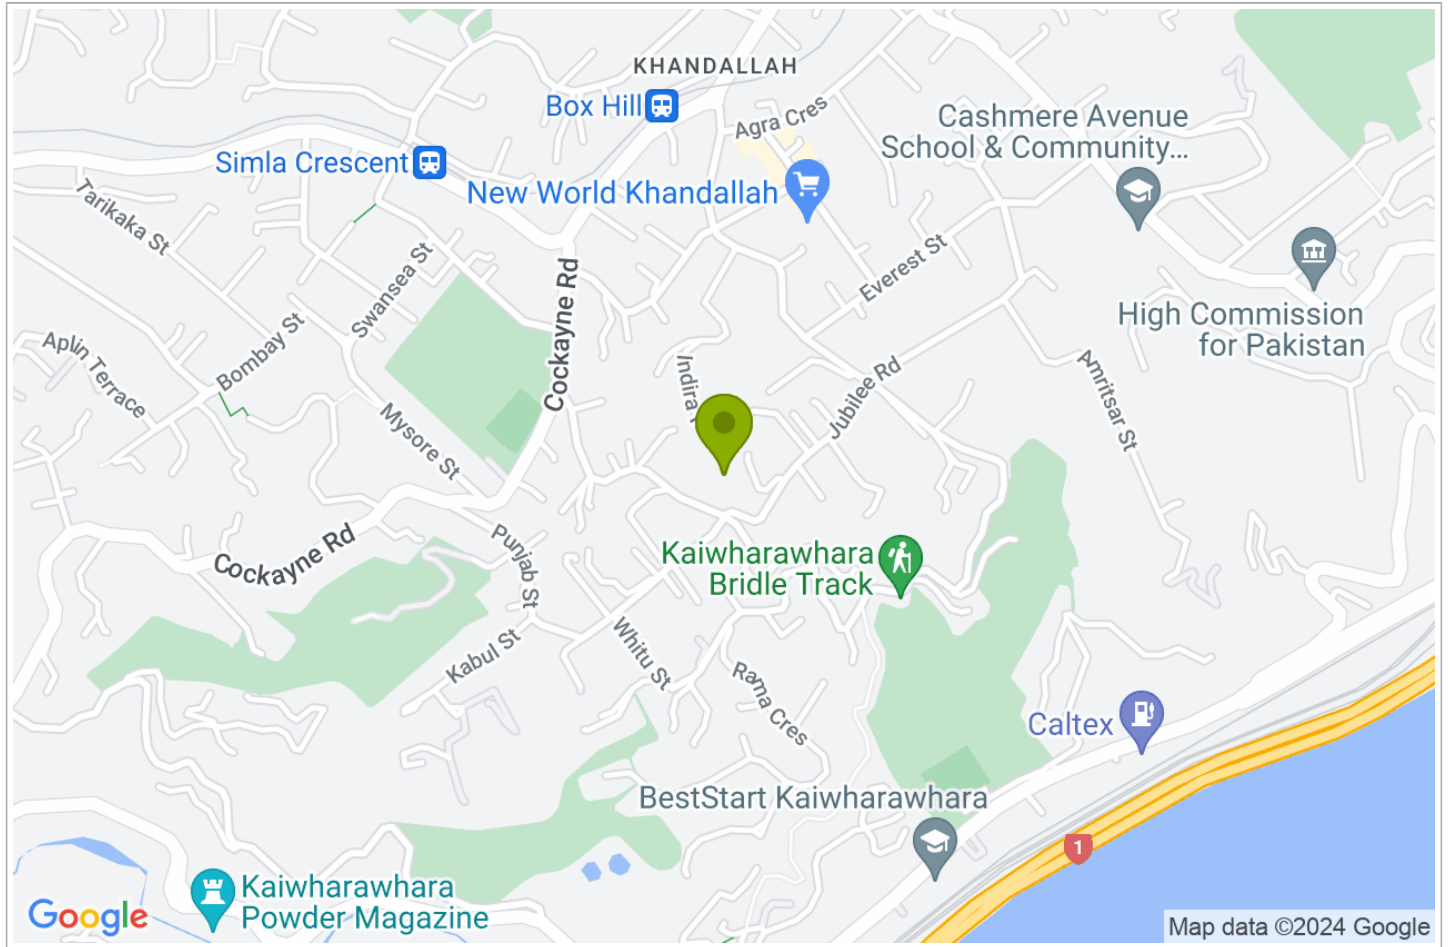 KHANDALLAH
Box Hill
Agra Cres
Cashmere Avenue
School & Community...
Simla Crescent
New World Khandallah
Tarikaka St
Swansea St
Everest St
Cockayne Rd
High Commission
for Pakistan
Bombay St
Aplin Terrace
Indira
Jubilee Rd
Amritsar St
Mysore St
Cockayne Rd
Punjab St
Kaiwharawhara
Bridle Track
Kabul St
Whitu St
Rama Cres
Caltex
BestStart Kaiwharawhara
1
Kaiwharawhara
Powder Magazine
Google
Map data ©2024 Google